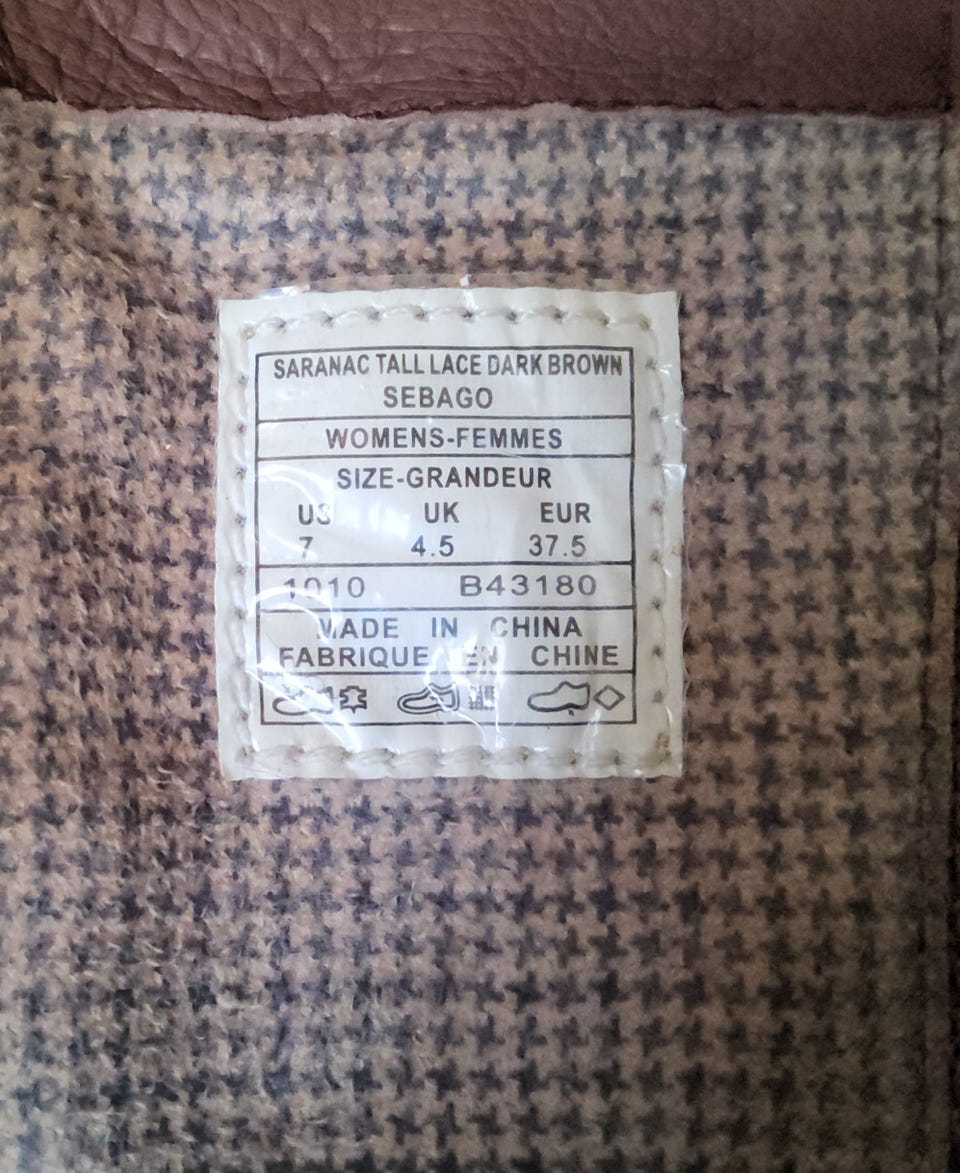 SARANAC TALL LACE DARK BROWN
SEBAGO
WOMENS-FEMMES
SIZE-GRANDEUR
US UK EUR
7 4.5 37.5
1010 B43180
MADE IN CHINA
FABRIQUE EN CHINE